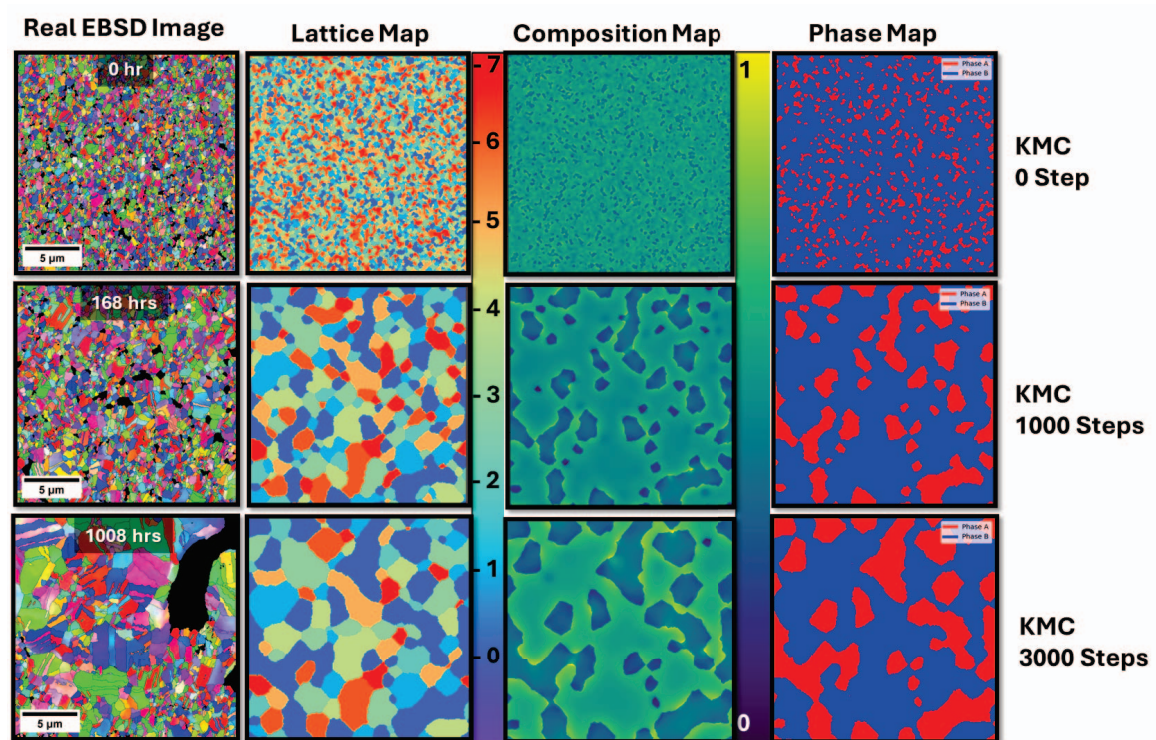 Real EBSD Image
Lattice Map
Composition Map
Phase Map
0 hr
5 μm
7
6
5
4
3
2
1
0
1
0
Phase A
Phase B
KMC
0 Step
168 hrs
5 μm
Phase A
Phase B
KMC
1000 Steps
1008 hrs
5 μm
Phase A
Phase B
KMC
3000 Steps